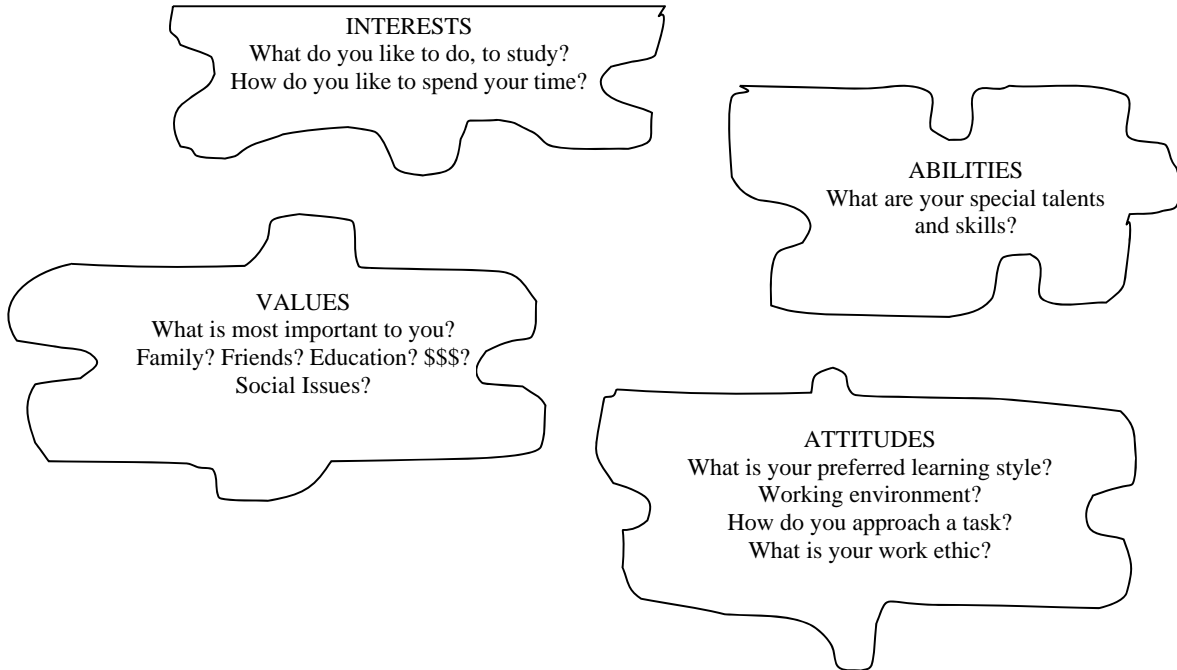 INTERESTS
What do you like to do, to study?
How do you like to spend your time?
ABILITIES
What are your special talents
and skills?
VALUES
What is most important to you?
Family? Friends? Education? $$$?
Social Issues?
ATTITUDES
What is your preferred learning style?
Working environment?
How do you approach a task?
What is your work ethic?